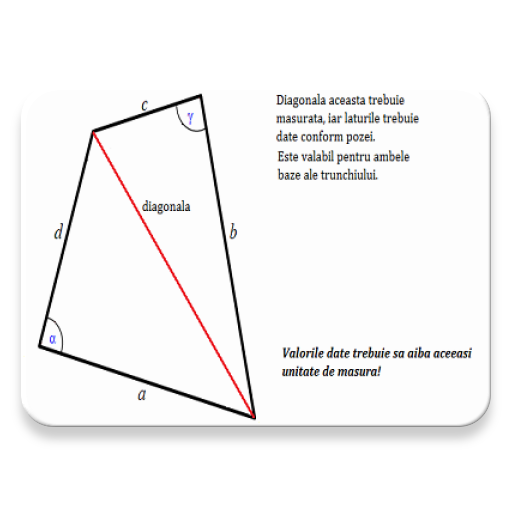 c
γ
Diagonala aceasta trebuie
masurata, iar laturile trebuie
date conform pozei.
Este valabil pentru ambele
baze ale trunchiului.
diagonala
d
b
α
a
Valorile date trebuie sa aiba aceeasi
unitate de masura!